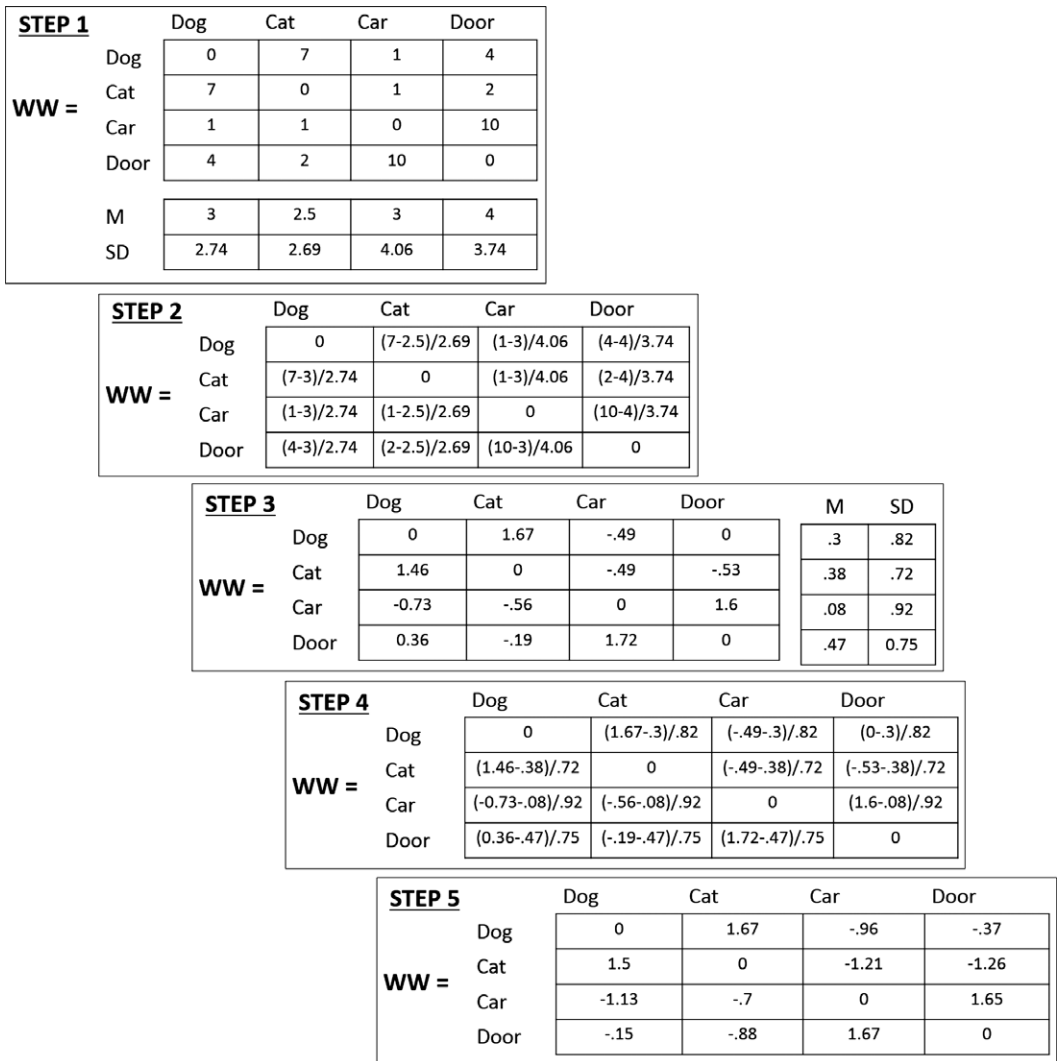 STEP 1 Dog Cat Car Door
Dog 0 7 1 4
Cat 7 0 1 2
WW =
Car 1 1 0 10
Door 4 2 10 0
M 3 2.5 3 4
SD 2.74 2.69 4.06 3.74
STEP 2 Dog Cat Car Door
Dog 0 (7-2.5)/2.69 (1-3)/4.06 (4-4)/3.74
Cat (7-3)/2.74 0 (1-3)/4.06 (2-4)/3.74
WW =
Car (1-3)/2.74 (1-2.5)/2.69 0 (10-4)/3.74
Door (4-3)/2.74 (2-2.5)/2.69 (10-3)/4.06 0
STEP 3 Dog Cat Car Door M SD
Dog 0 1.67 -.49 0 .3 .82
Cat 1.46 0 -.49 -.53 .38 .72
WW =
Car -0.73 -.56 0 1.6 .08 .92
Door 0.36 -.19 1.72 0 .47 0.75
STEP 4 Dog Cat Car Door
Dog 0 (1.67-.3)/.82 (-.49-.3)/.82 (0-.3)/.82
Cat (1.46-.38)/.72 0 (-.49-.38)/.72 (-.53-.38)/.72
WW =
Car (-0.73-.08)/.92 (-.56-.08)/.92 0 (1.6-.08)/.92
Door (0.36-.47)/.75 (-.19-.47)/.75 (1.72-.47)/.75 0
STEP 5 Dog Cat Car Door
Dog 0 1.67 -.96 -.37
Cat 1.5 0 -1.21 -1.26
WW =
Car -1.13 -.7 0 1.65
Door -.15 -.88 1.67 0